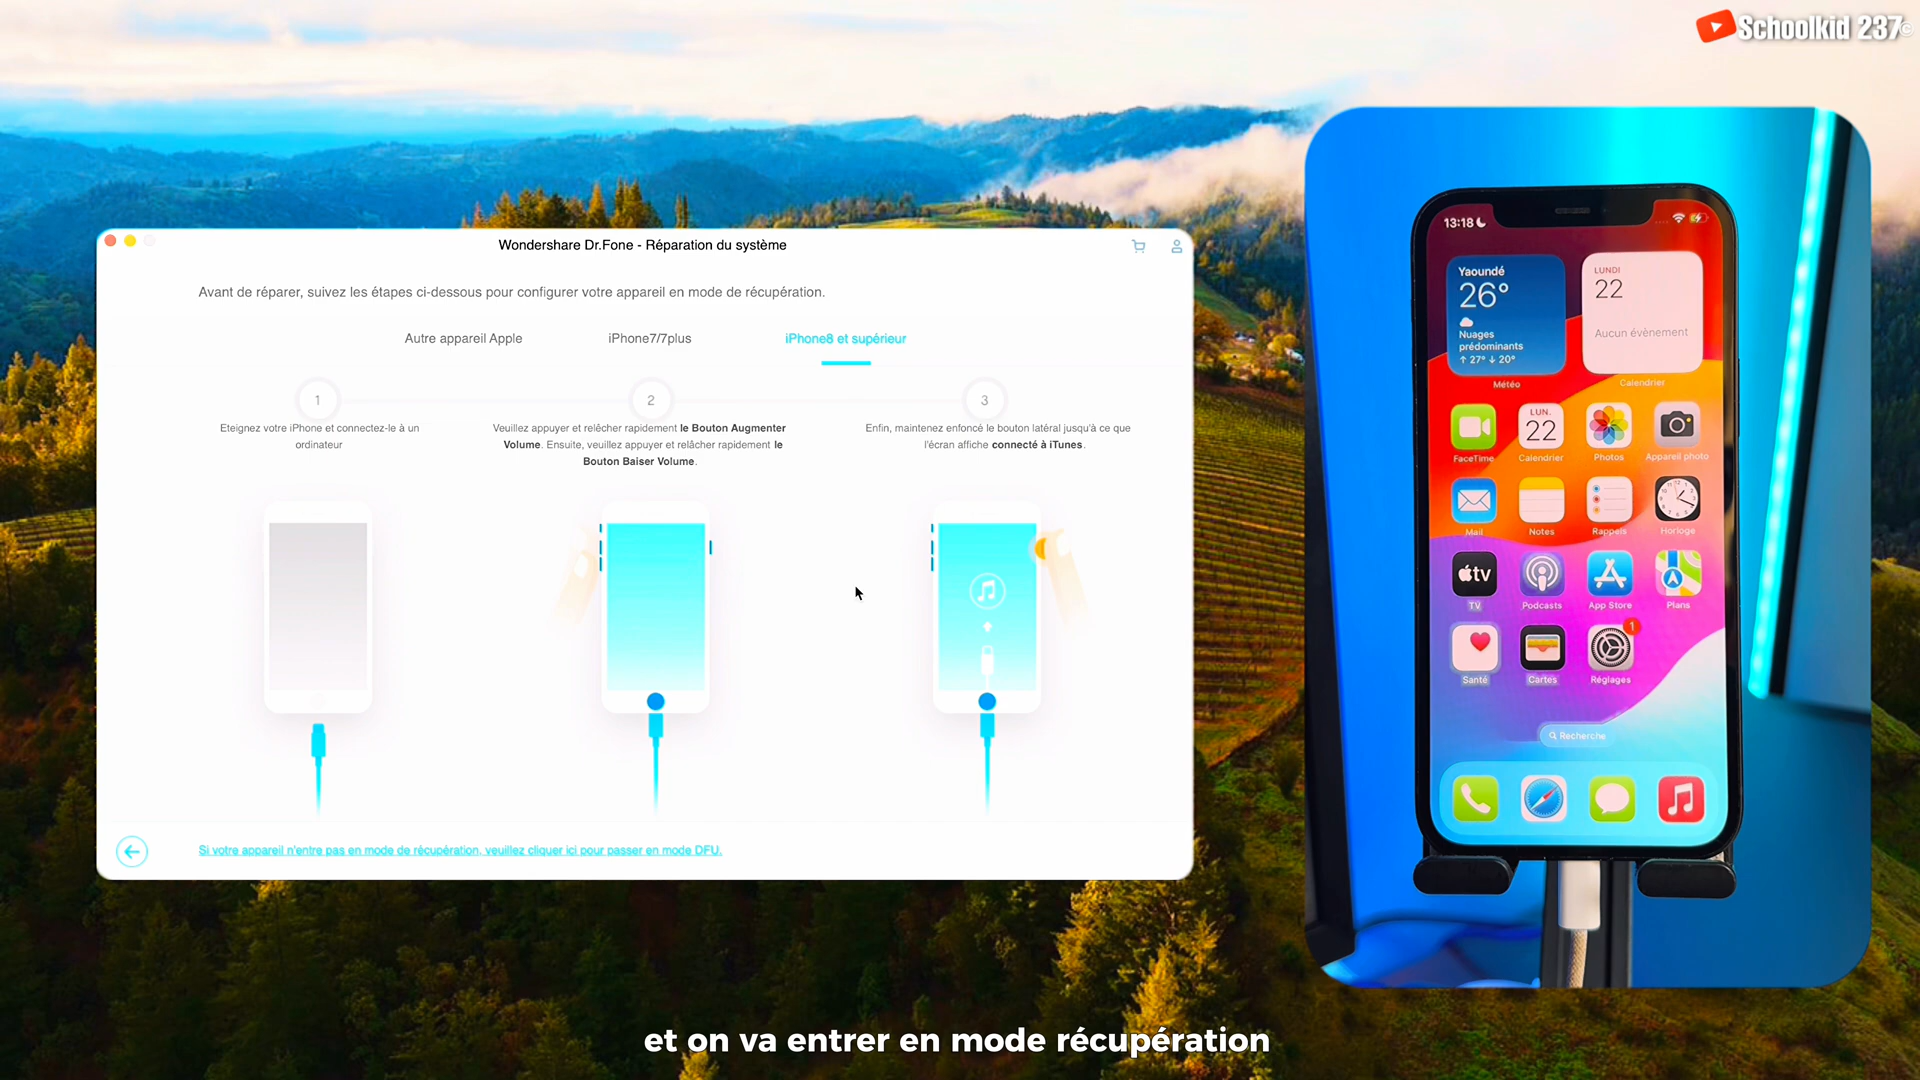 Schoolkid 237©
Wondershare Dr.Fone - Réparation du système
Avant de réparer, suivez les étapes ci-dessous pour configurer votre appareil en mode de récupération.
Autre appareil Apple
iPhone7/7plus
iPhone8 et supérieur
1
Eteignez votre iPhone et connectez-le à un
ordinateur
2
Veuillez appuyer et relâcher rapidement le Bouton Augmenter
Volume. Ensuite, veuillez appuyer et relâcher rapidement le
Bouton Baiser Volume.
3
Enfin, maintenez enfoncé le bouton latéral jusqu'à ce que
l'écran affiche connecté à iTunes.
Si votre appareil n'entre pas en mode de récupération, veuillez cliquer ici pour passer en mode DFU.
13:18
Yaoundé
26°
Nuages
prédominants
↑ 27° ↓ 20°
Météo
LUNDI
22
Aucun évènement
Calendrier
FaceTime
LUN.
22
Calendrier
Photos
Appareil photo
Mail
Notes
Rappels
Horloge
tv
TV
Podcasts
App Store
Plans
Santé
Cartes
1
Réglages
Recherche
et on va entrer en mode récupération